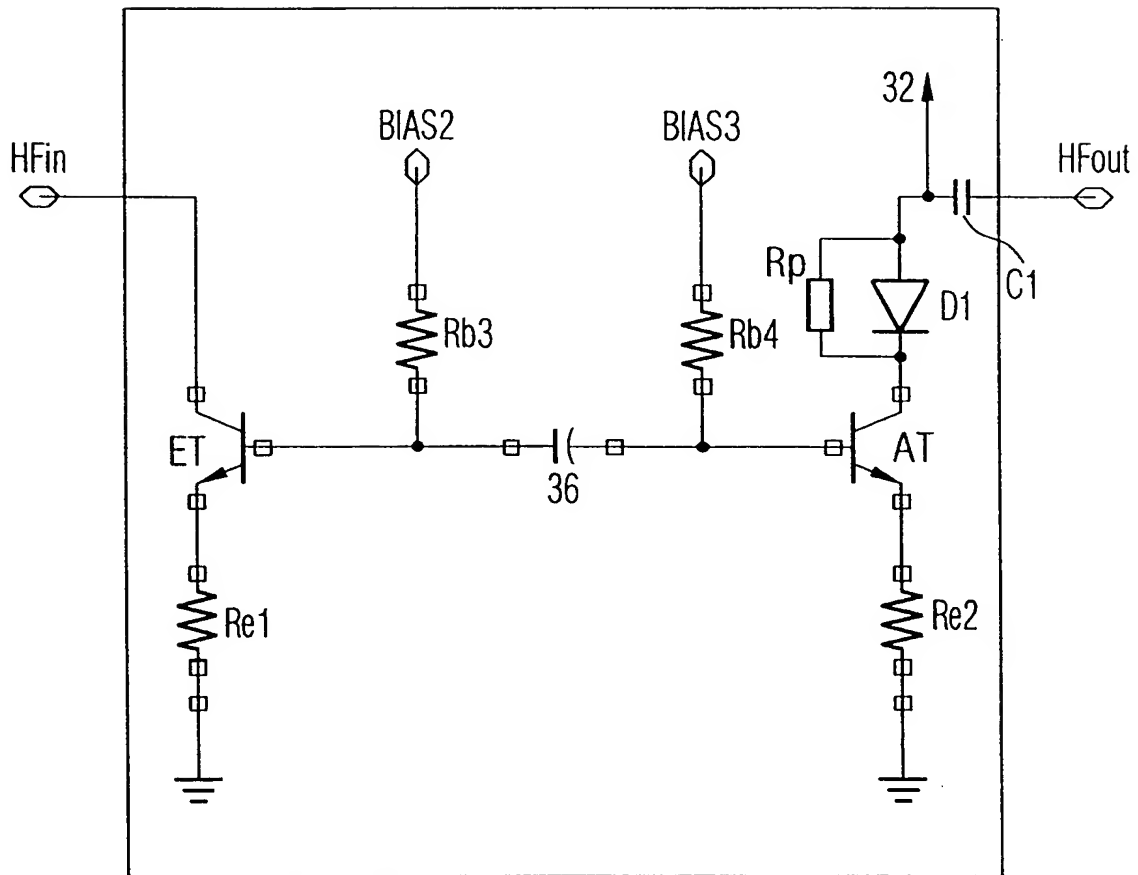 32
BIAS2
BIAS3
HFin
HFout
Rp
D1
C1
Rb3
Rb4
ET
36
AT
Re1
Re2